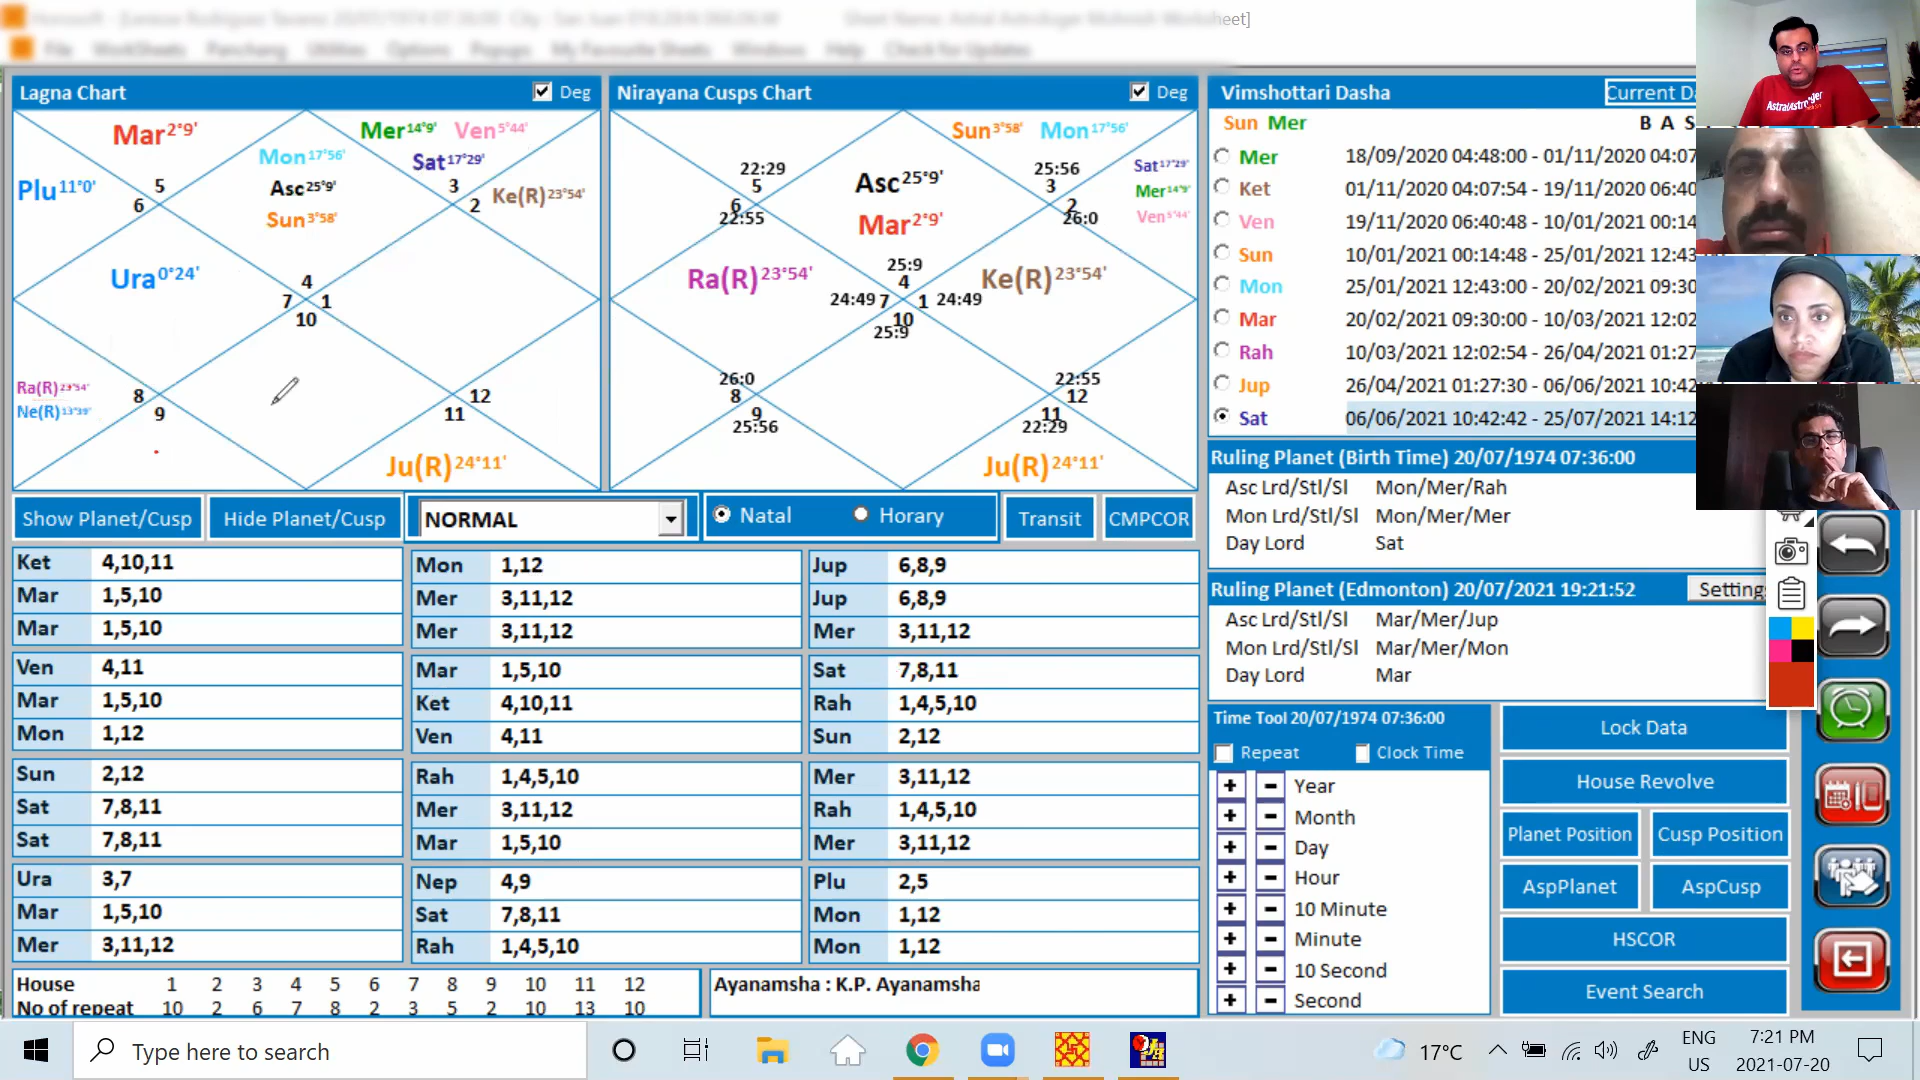 Worksheet]
File WorkSheets Panchang Utilities Options Popups My Favourite Sheets Windows Help Check for Updates
Lagna Chart Deg
Mar2°9'
Mer14°9' Ven5°44'
Mon17°56'
Sat17°29'
Plu11°0'
5
Asc25°9'
3
Ke(R)23°54'
6
Sun3°58'
2
Ura0°24'
4
7 1
10
Ra(R)23°54'
Ne(R)13°39'
8
9
12
11
Ju(R)24°11'
Nirayana Cusps Chart Deg
Sun3°58' Mon17°56'
22:29
5
6
22:55
Asc25°9'
Mar2°9'
25:56
3
2
26:0
Sat17°29'
Mer14°9'
Ven5°44'
Ra(R)23°54'
25:9
4
Ke(R)23°54'
24:49 7 1 24:49
10
25:9
26:0
8
9
25:56
22:55
12
11
22:29
Ju(R)24°11'
Vimshottari Dasha Current Da
Sun Mer B A S
Mer 18/09/2020 04:48:00 - 01/11/2020 04:07
Ket 01/11/2020 04:07:54 - 19/11/2020 06:40
Ven 19/11/2020 06:40:48 - 10/01/2021 00:14
Sun 10/01/2021 00:14:48 - 25/01/2021 12:43
Mon 25/01/2021 12:43:00 - 20/02/2021 09:30
Mar 20/02/2021 09:30:00 - 10/03/2021 12:02
Rah 10/03/2021 12:02:54 - 26/04/2021 01:27
Jup 26/04/2021 01:27:30 - 06/06/2021 10:42
Sat 06/06/2021 10:42:42 - 25/07/2021 14:12
Ruling Planet (Birth Time) 20/07/1974 07:36:00
Asc Lrd/Stl/Sl Mon/Mer/Rah
Mon Lrd/Stl/Sl Mon/Mer/Mer
Day Lord Sat
Ruling Planet (Edmonton) 20/07/2021 19:21:52 Setting
Asc Lrd/Stl/Sl Mar/Mer/Jup
Mon Lrd/Stl/Sl Mar/Mer/Mon
Day Lord Mar
Show Planet/Cusp Hide Planet/Cusp NORMAL Natal Horary Transit CMPCOR
Ket 4,10,11
Mar 1,5,10
Mar 1,5,10
Mon 1,12
Mer 3,11,12
Mer 3,11,12
Jup 6,8,9
Jup 6,8,9
Mer 3,11,12
Ven 4,11
Mar 1,5,10
Mon 1,12
Mar 1,5,10
Ket 4,10,11
Ven 4,11
Sat 7,8,11
Rah 1,4,5,10
Sun 2,12
Sun 2,12
Sat 7,8,11
Sat 7,8,11
Rah 1,4,5,10
Mer 3,11,12
Mar 1,5,10
Mer 3,11,12
Rah 1,4,5,10
Mer 3,11,12
Ura 3,7
Mar 1,5,10
Mer 3,11,12
Nep 4,9
Sat 7,8,11
Rah 1,4,5,10
Plu 2,5
Mon 1,12
Mon 1,12
House 1 2 3 4 5 6 7 8 9 10 11 12
No of repeat 10 2 6 7 8 2 3 5 2 10 13 10
Ayanamsha : K.P. Ayanamsha
Time Tool 20/07/1974 07:36:00
Repeat Clock Time
+ - Year
+ - Month
+ - Day
+ - Hour
+ - 10 Minute
+ - Minute
+ - 10 Second
+ - Second
Lock Data
House Revolve
Planet Position Cusp Position
AspPlanet AspCusp
HSCOR
Event Search
Type here to search
17°C
ENG
US
7:21 PM
2021-07-20